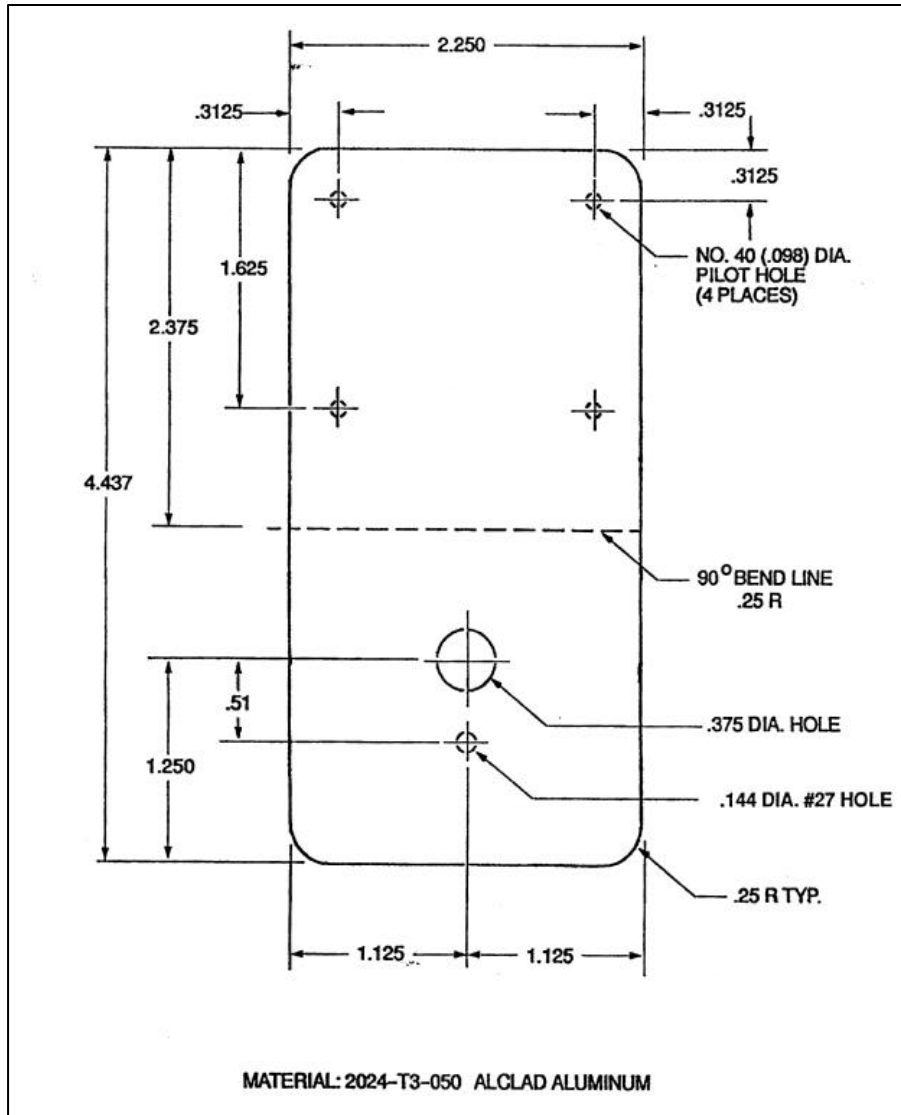 2.250
.3125
.3125
.3125
1.625
NO. 40 (.098) DIA.
PILOT HOLE
(4 PLACES)
2.375
4.437
90° BEND LINE
.25 R
.51
.375 DIA. HOLE
1.250
.144 DIA. #27 HOLE
.25 R TYP.
1.125
1.125
MATERIAL: 2024-T3-050 ALCLAD ALUMINUM